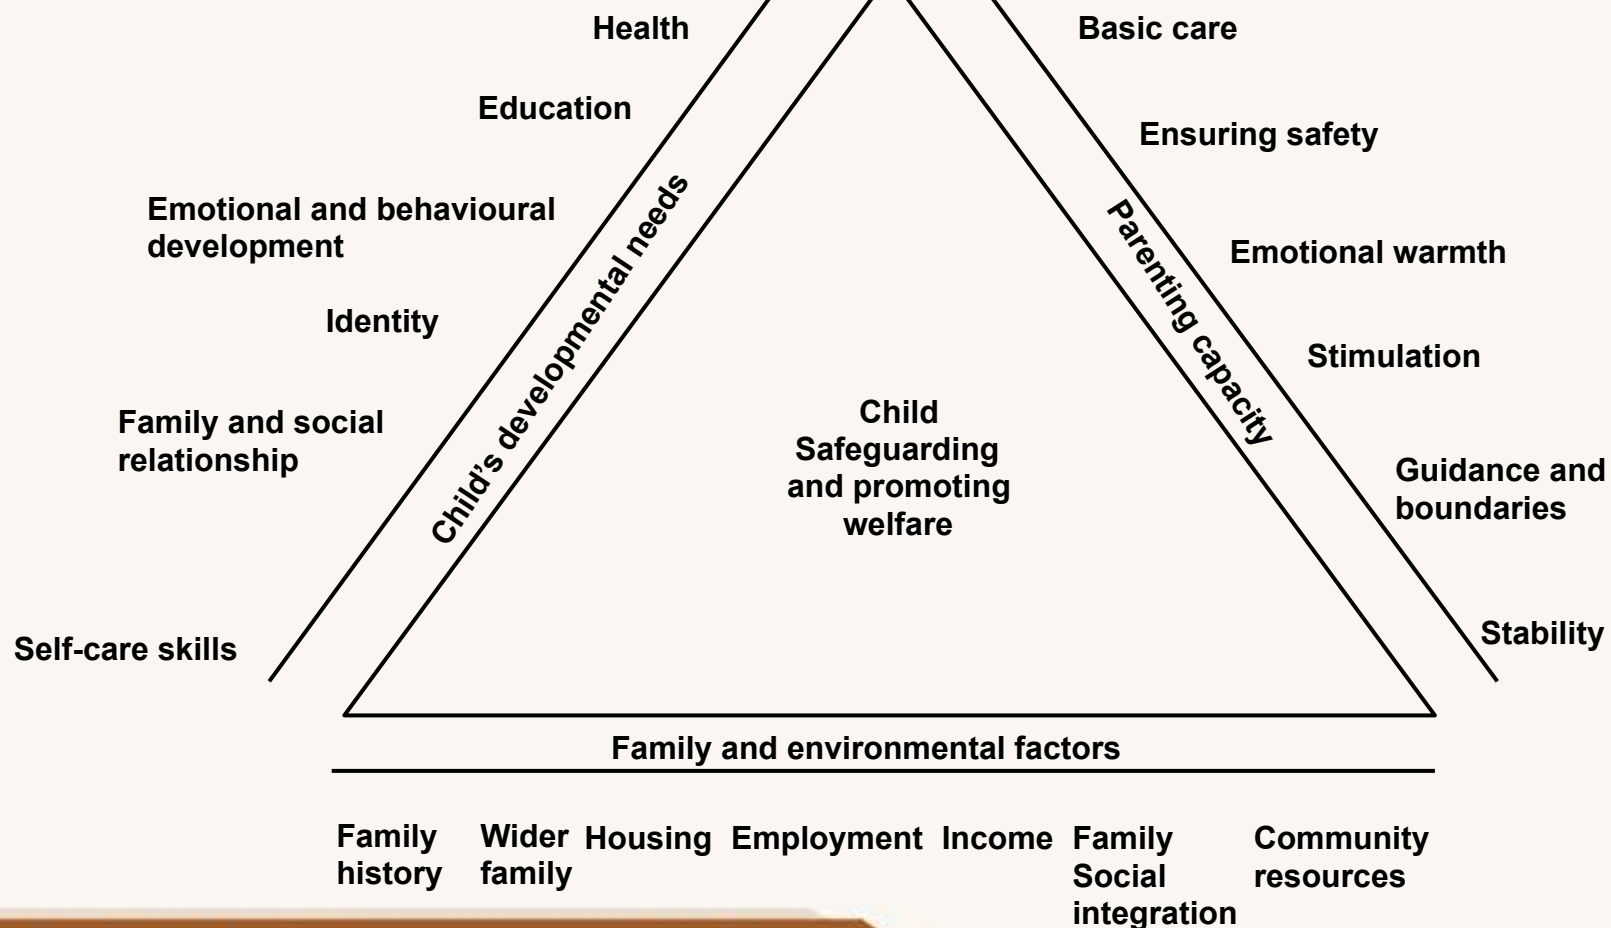 Health
Education
Emotional and behavioural
development
Identity
Family and social
relationship
Self-care skills
Child's developmental needs
Child
Safeguarding
and promoting
welfare
Parenting capacity
Basic care
Ensuring safety
Emotional warmth
Stimulation
Guidance and
boundaries
Stability
Family and environmental factors
Family
history
Wider
family
Housing
Employment
Income
Family
Social
integration
Community
resources